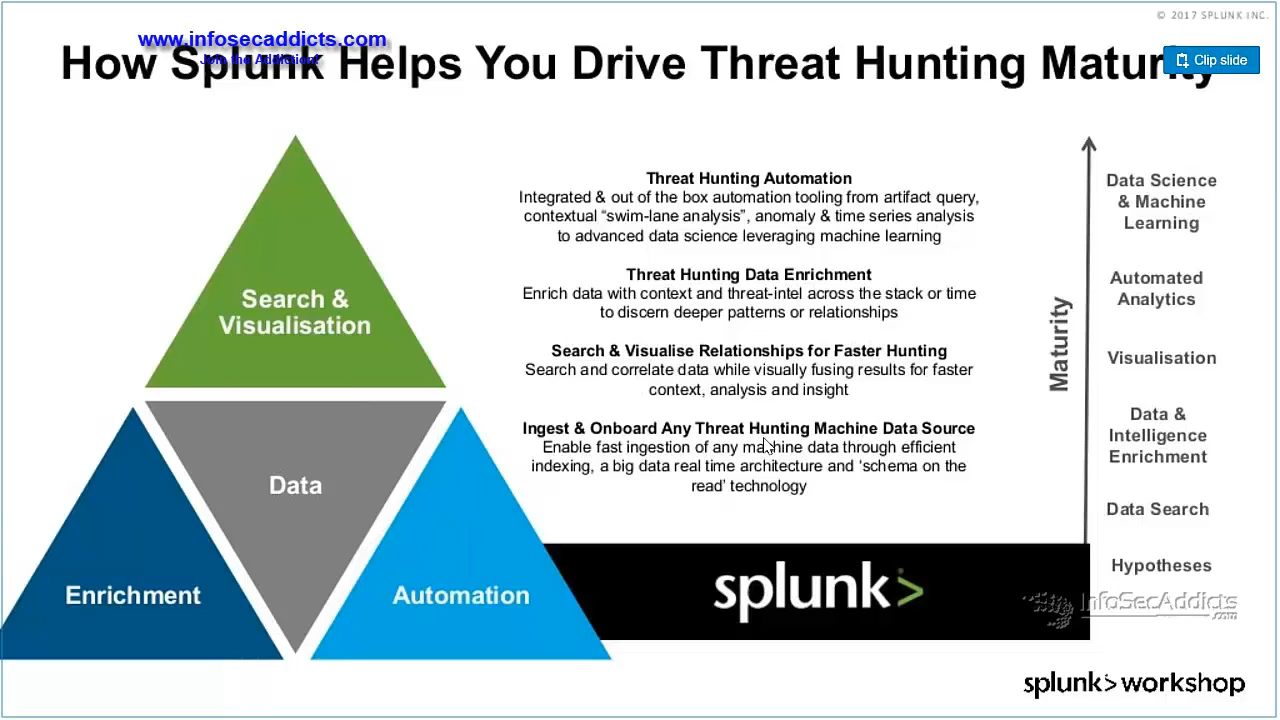 © 2017 SPLUNK INC.
www.infosecaddicts.com
Join the Addiction!
How Splunk Helps You Drive Threat Hunting Maturity
Clip slide
Search &
Visualisation
Data
Enrichment
Automation
Threat Hunting Automation
Integrated & out of the box automation tooling from artifact query,
contextual “swim-lane analysis”, anomaly & time series analysis
to advanced data science leveraging machine learning
Threat Hunting Data Enrichment
Enrich data with context and threat-intel across the stack or time
to discern deeper patterns or relationships
Search & Visualise Relationships for Faster Hunting
Search and correlate data while visually fusing results for faster
context, analysis and insight
Ingest & Onboard Any Threat Hunting Machine Data Source
Enable fast ingestion of any machine data through efficient
indexing, a big data real time architecture and ‘schema on the
read’ technology
splunk>
Maturity
Data Science
& Machine
Learning
Automated
Analytics
Visualisation
Data &
Intelligence
Enrichment
Data Search
Hypotheses
InfoSecAddicts
.com
splunk> workshop